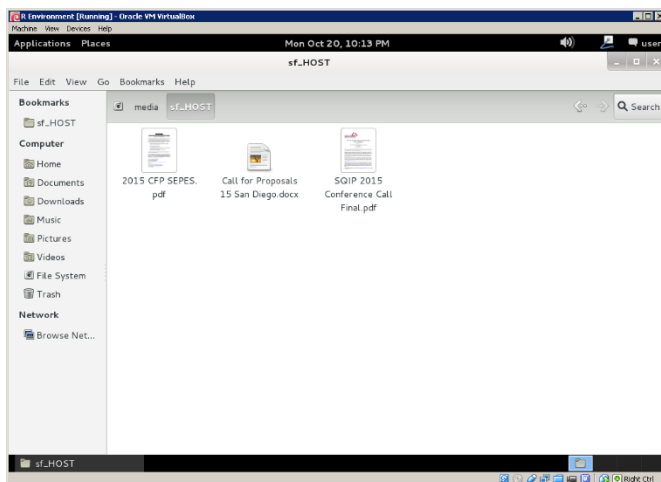 R Environment [Running] - Oracle VM VirtualBox
Machine View Devices Help
Applications Places Mon Oct 20, 10:13 PM user
sf_HOST
File Edit View Go Bookmarks Help
Bookmarks
media sf_HOST Search
sf_HOST
Computer
Home
Documents
Downloads
Music
Pictures
Videos
File System
Trash
Network
Browse Net...
2015 CFP SEPES.
pdf
Call for Proposals
15 San Diego.docx
SQIP 2015
Conference Call
Final.pdf
sf_HOST
Right Ctrl